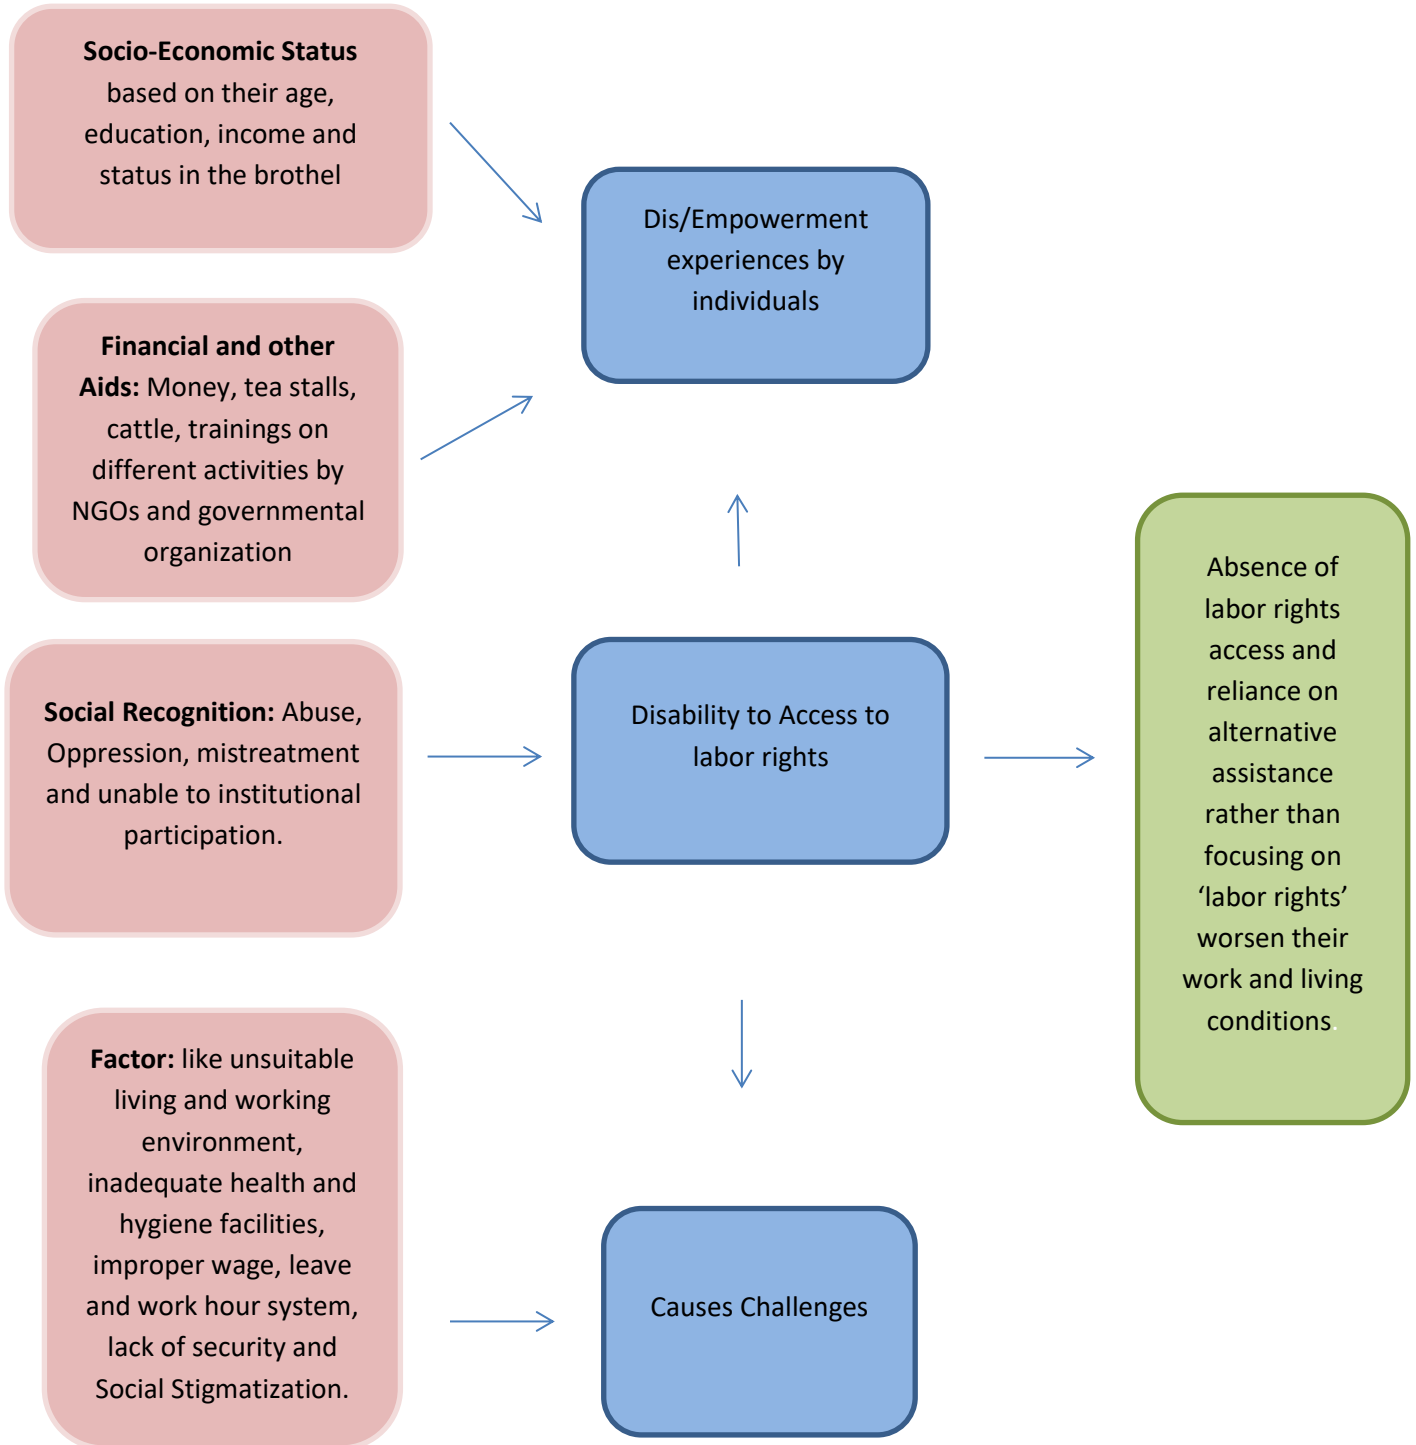 Socio-Economic Status
based on their age,
education, income and
status in the brothel
Financial and other
Aids: Money, tea stalls,
cattle, trainings on
different activities by
NGOs and governmental
organization
Social Recognition: Abuse,
Oppression, mistreatment
and unable to institutional
participation.
Factor: like unsuitable
living and working
environment,
inadequate health and
hygiene facilities,
improper wage, leave
and work hour system,
lack of security and
Social Stigmatization.
Dis/Empowerment
experiences by
individuals
Disability to Access to
labor rights
Causes Challenges
Absence of
labor rights
access and
reliance on
alternative
assistance
rather than
focusing on
‘labor rights’
worsen their
work and living
conditions.